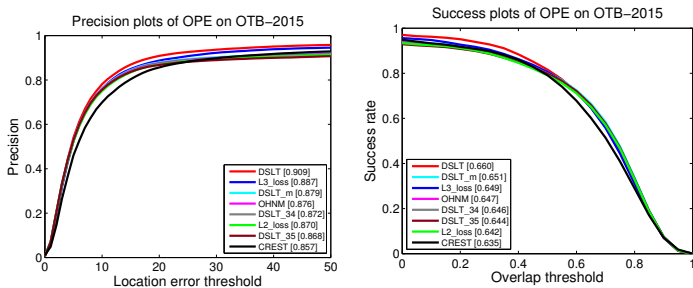 Precision plots of OPE on OTB−2015
1
0.8
0.6
0.4
0.2
0
Precision
DSLT [0.909]
L3_loss [0.887]
DSLT_m [0.879]
OHNM [0.876]
DSLT_34 [0.872]
L2_loss [0.870]
DSLT_35 [0.868]
CREST [0.857]
0 10 20 30 40 50
Location error threshold
Success plots of OPE on OTB−2015
1
0.8
0.6
0.4
0.2
0
Success rate
DSLT [0.660]
DSLT_m [0.651]
L3_loss [0.649]
OHNM [0.647]
DSLT_34 [0.646]
DSLT_35 [0.644]
L2_loss [0.642]
CREST [0.635]
0 0.2 0.4 0.6 0.8 1
Overlap threshold